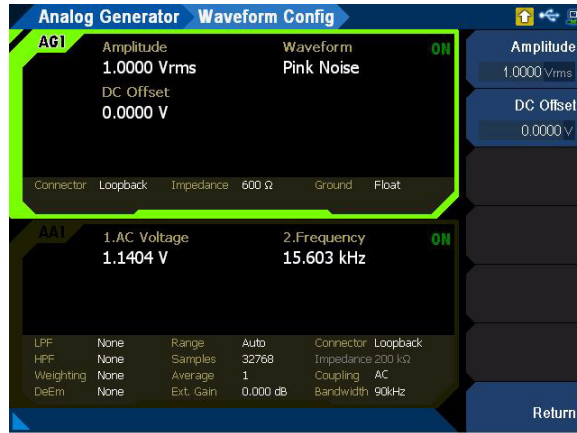 Analog Generator Waveform Config
AG1
Amplitude Waveform ON
1.0000 Vrms Pink Noise
DC Offset
0.0000 V
Connector Loopback Impedance 600 Ω Ground Float
AA1
1.AC Voltage 2.Frequency ON
1.1404 V 15.603 kHz
LPF None Range Auto Connector Loopback
HPF None Samples 32768 Impedance 200 kΩ
Weighting None Average 1 Coupling AC
DeEm None Ext. Gain 0.000 dB Bandwidth 90kHz
Amplitude
1.0000 Vrms
DC Offset
0.0000 V
Return